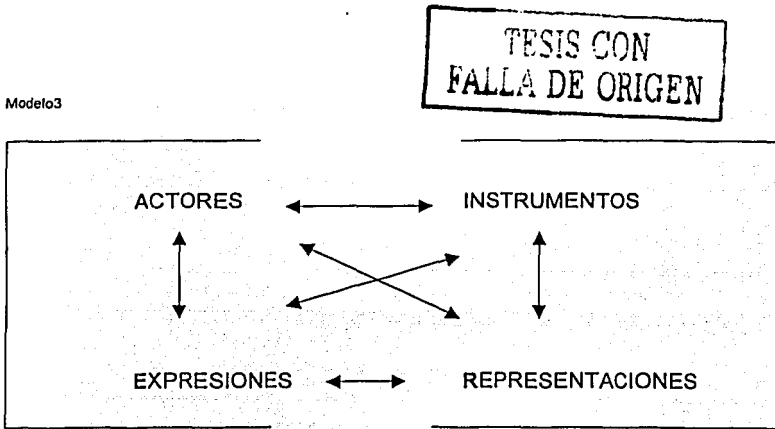 TESIS CON
FALLA DE ORIGEN
Modelo3
ACTORES INSTRUMENTOS
EXPRESIONES REPRESENTACIONES